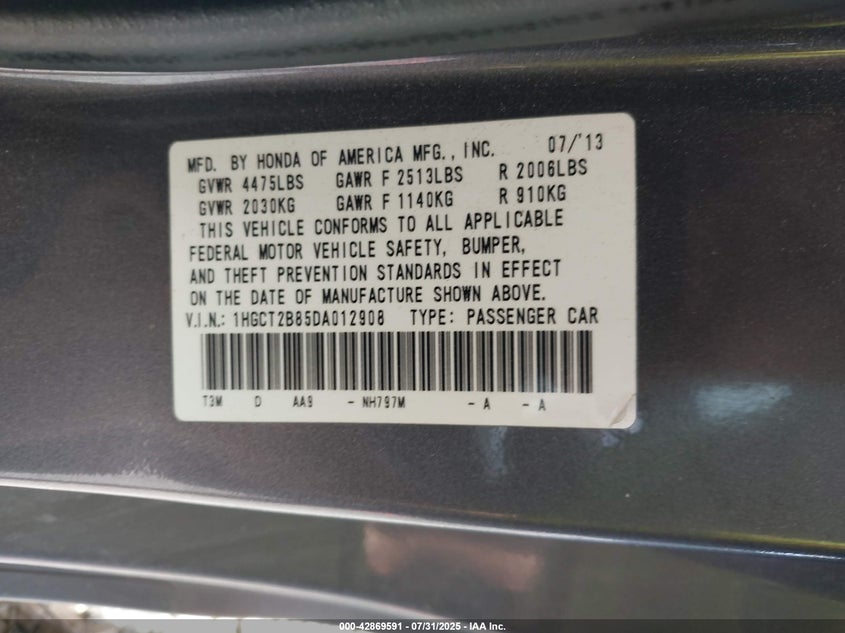 MFD. BY HONDA OF AMERICA MFG., INC. 07/'13
GVWR 4475LBS GAWR F 2513LBS R 2006LBS
GVWR 2030KG GAWR F 1140KG R 910KG
THIS VEHICLE CONFORMS TO ALL APPLICABLE
FEDERAL MOTOR VEHICLE SAFETY, BUMPER,
AND THEFT PREVENTION STANDARDS IN EFFECT
ON THE DATE OF MANUFACTURE SHOWN ABOVE.
V.I.N.: 1HGCT2B85DA012908 TYPE: PASSENGER CAR
T3M D AA9 - NH797M - A - A
000-42869591 - 07/31/2025 - IAA Inc.